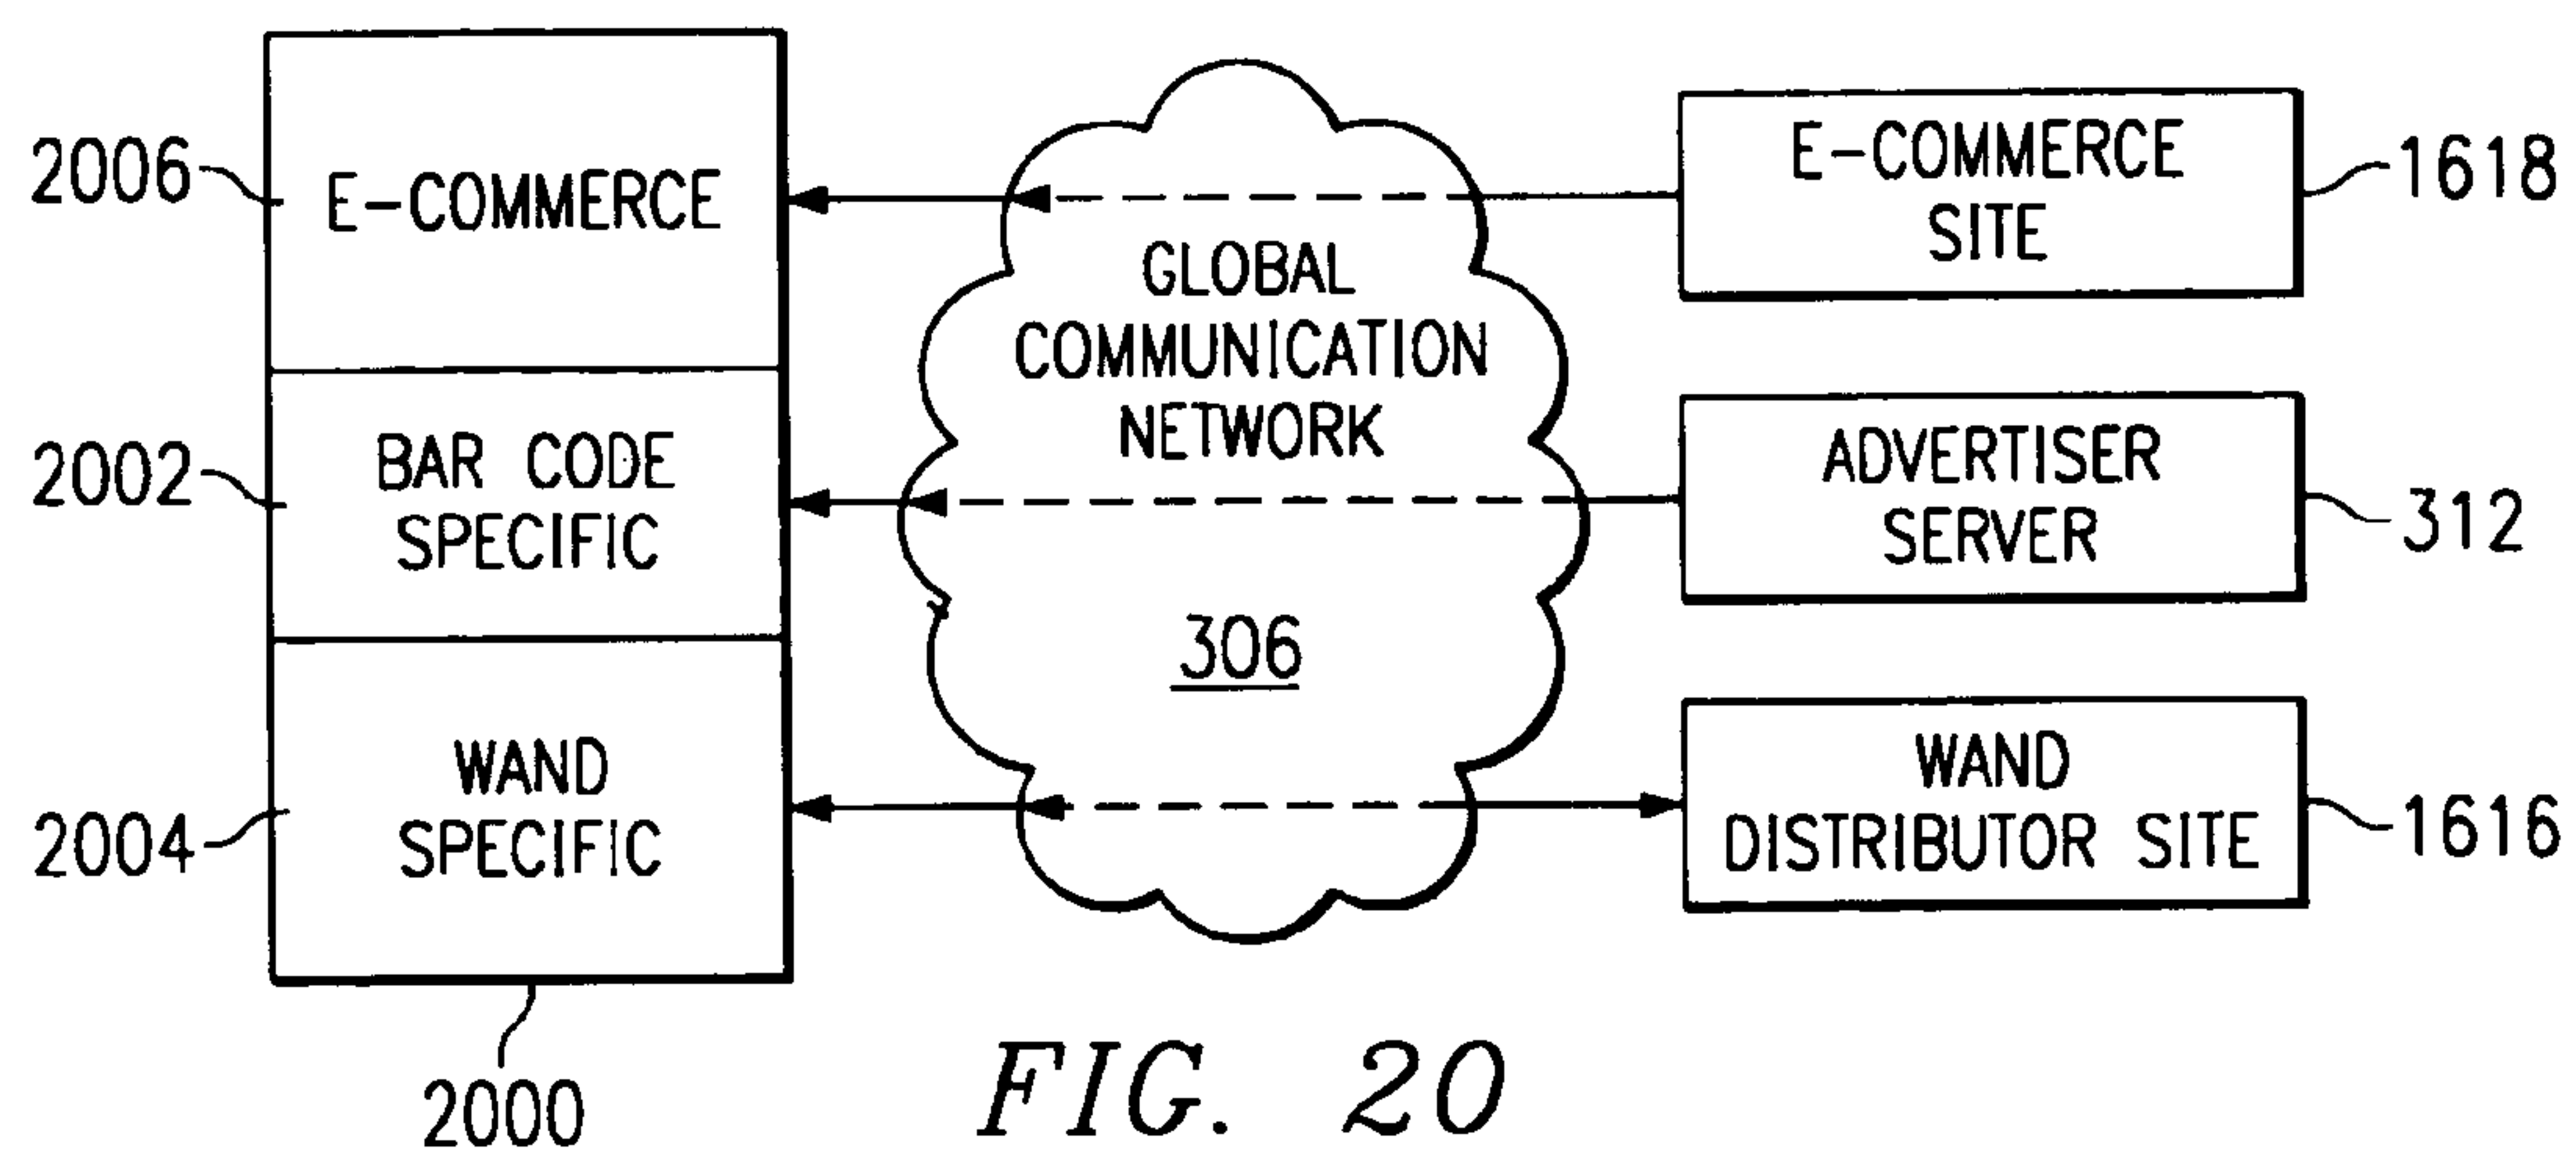 2006
E-COMMERCE
2002
BAR CODE
SPECIFIC
2004
WAND
SPECIFIC
2000
GLOBAL
COMMUNICATION
NETWORK
306
E-COMMERCE
SITE
1618
ADVERTISER
SERVER
312
WAND
DISTRIBUTOR SITE
1616
FIG. 20